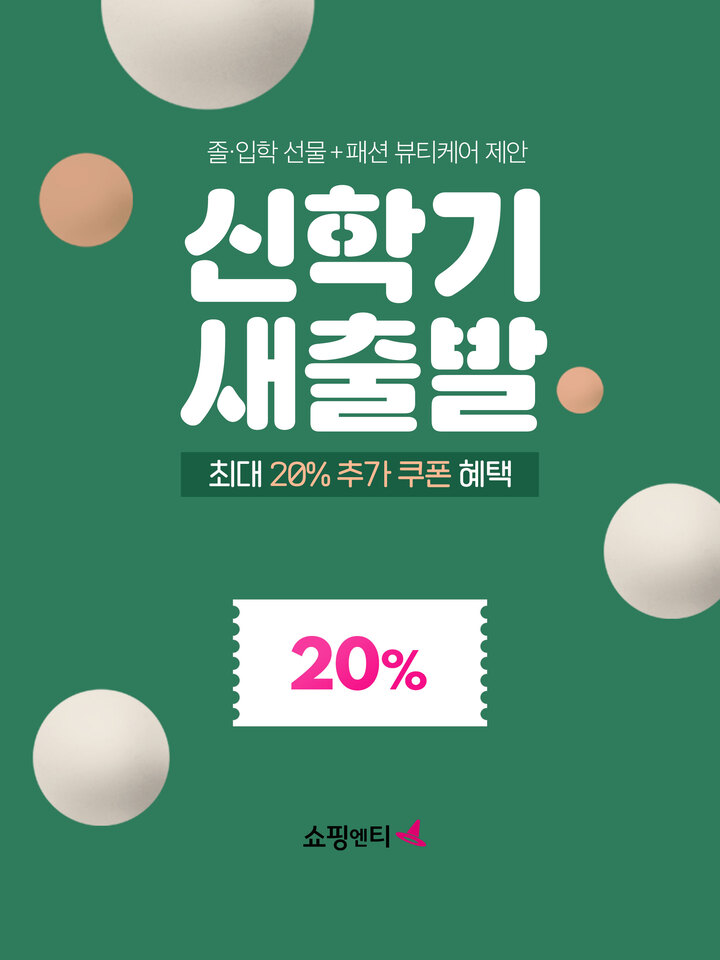 졸·입학 선물 + 패션 뷰티케어 제안
신학기
새출발
최대 20% 추가 쿠폰 혜택
20%
쇼핑엔티